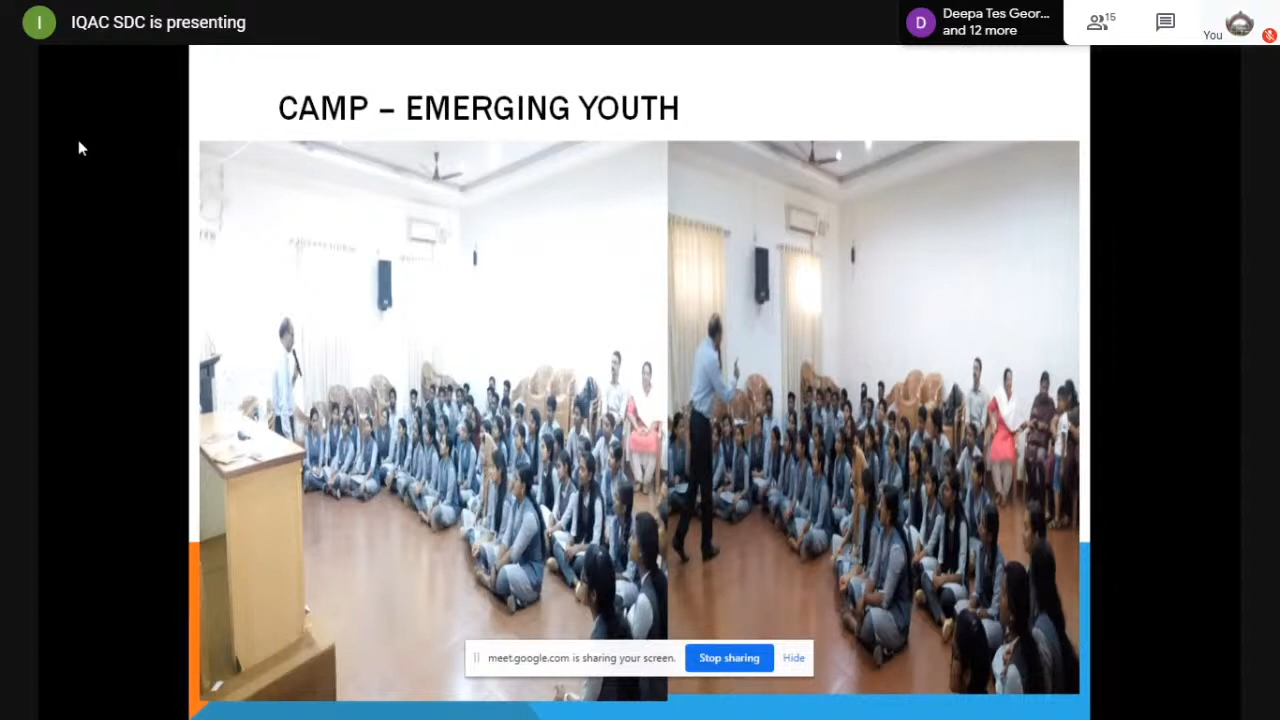 I
IQAC SDC is presenting
D
Deepa Tes Geor...
and 12 more
15
You
CAMP – EMERGING YOUTH
meet.google.com is sharing your screen.
Stop sharing
Hide